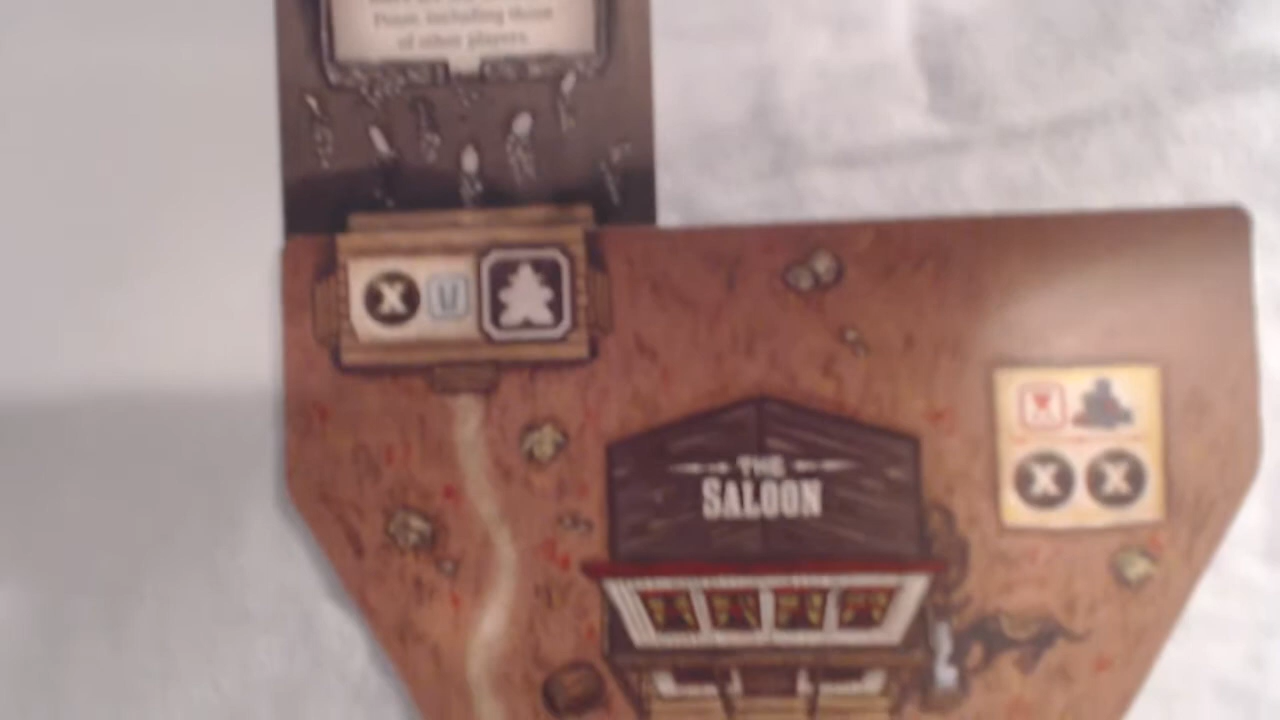 Posse including those
of other players.
X U
THE
SALOON
X X